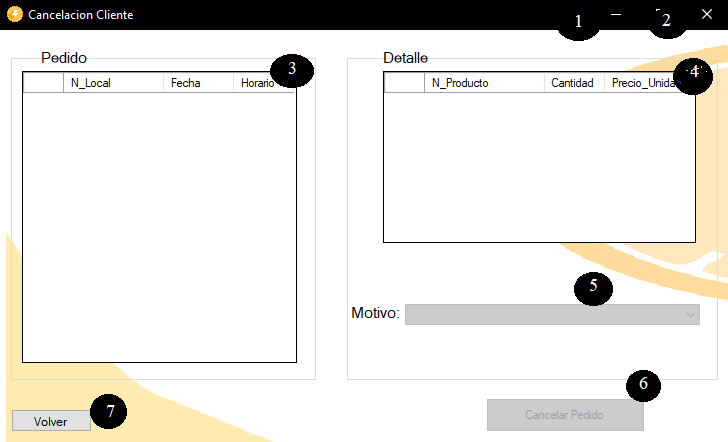 Cancelacion Cliente
1
2
Pedido
3
N_Local Fecha Horario
Detalle
4
N_Producto Cantidad Precio_Unidad
5
Motivo:
6
Cancelar Pedido
Volver
7